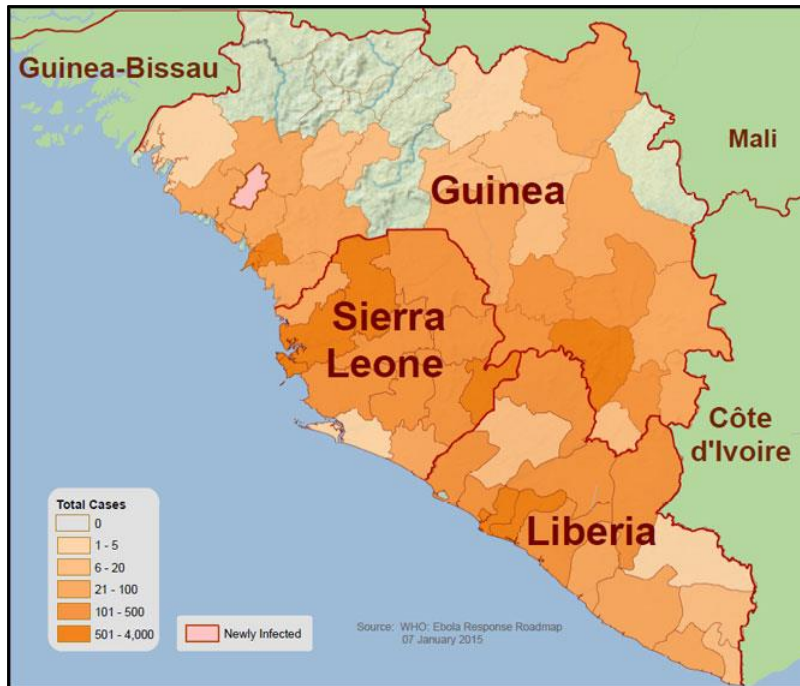 Guinea-Bissau
Mali
Guinea
Sierra
Leone
Côte
d'Ivoire
Liberia
Total Cases
0
1 - 5
6 - 20
21 - 100
101 - 500
501 - 4,000
Newly Infected
Source: WHO: Ebola Response Roadmap
07 January 2015